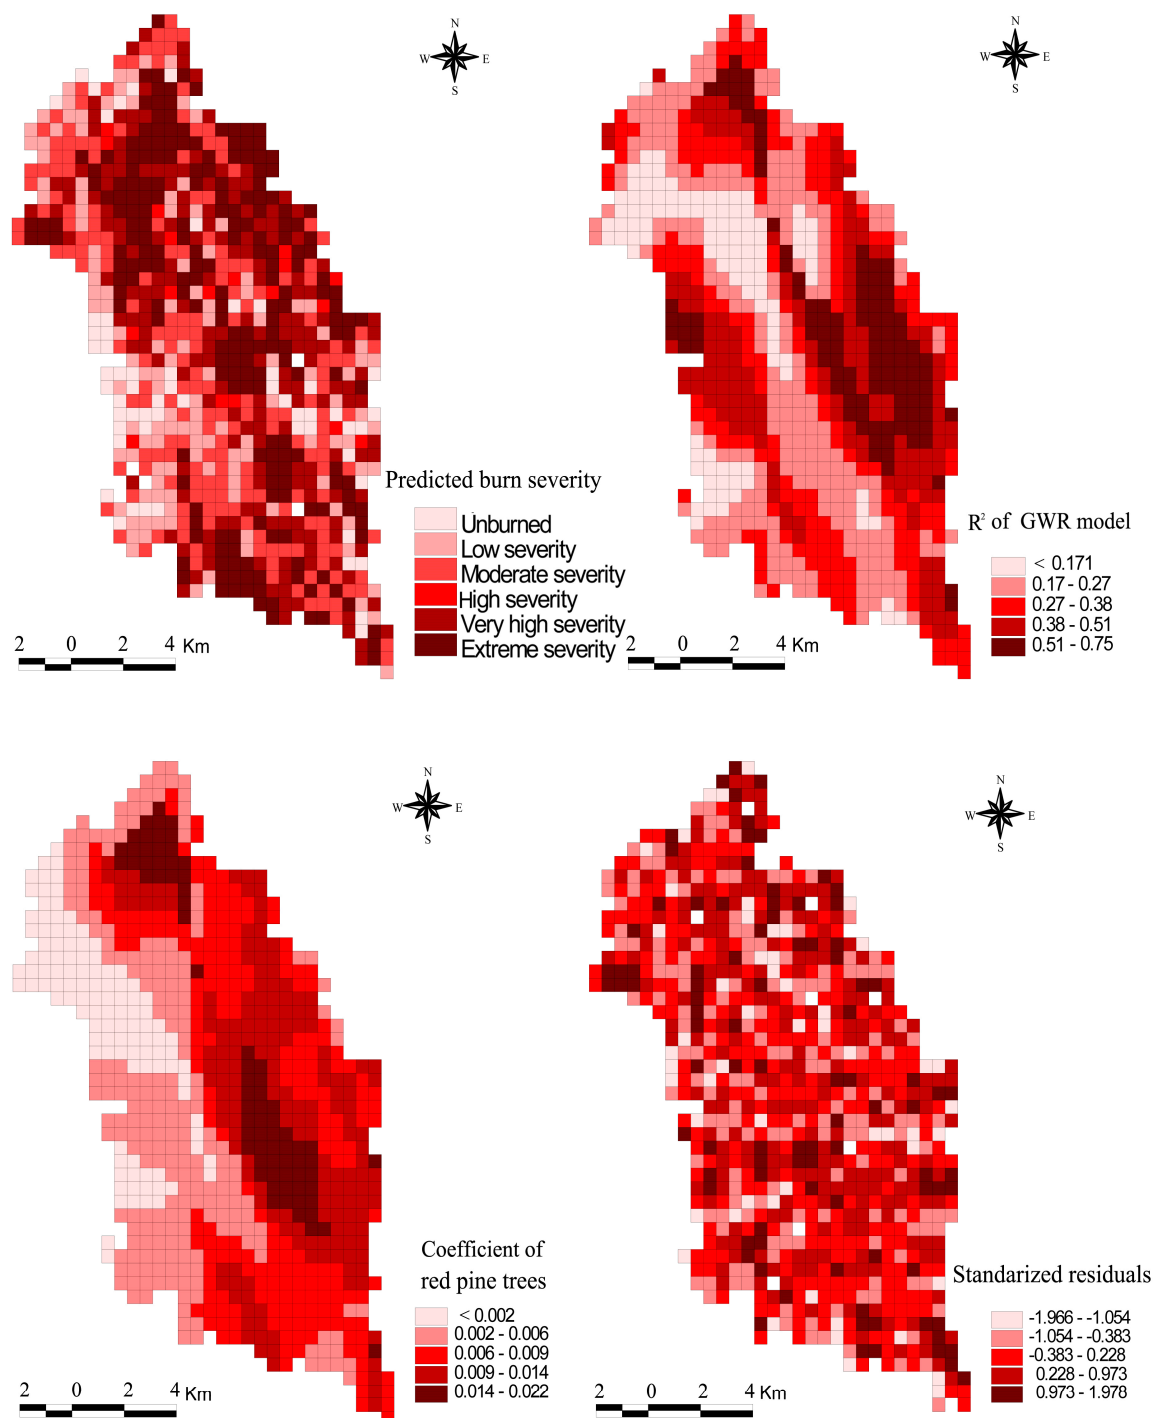 N
W E
S
Predicted burn severity
Unburned
Low severity
Moderate severity
High severity
Very high severity
Extreme severity
2 0 2 4 Km
N
W E
S
R² of GWR model
< 0.171
0.17 - 0.27
0.27 - 0.38
0.38 - 0.51
0.51 - 0.75
2 0 2 4 Km
N
W E
S
Coefficient of
red pine trees
< 0.002
0.002 - 0.006
0.006 - 0.009
0.009 - 0.014
0.014 - 0.022
2 0 2 4 Km
N
W E
S
Standarized residuals
-1.966 - -1.054
-1.054 - -0.383
-0.383 - 0.228
0.228 - 0.973
0.973 - 1.978
2 0 2 4 Km